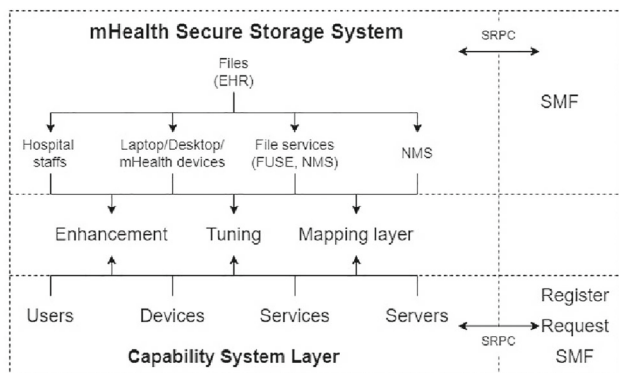 mHealth Secure Storage System
SRPC
Files
(EHR)
SMF
Hospital
staffs
Laptop/Desktop/
mHealth devices
File services
(FUSE, NMS)
NMS
Enhancement
Tuning
Mapping layer
Users
Devices
Services
Servers
Register
Request
SRPC
SMF
Capability System Layer